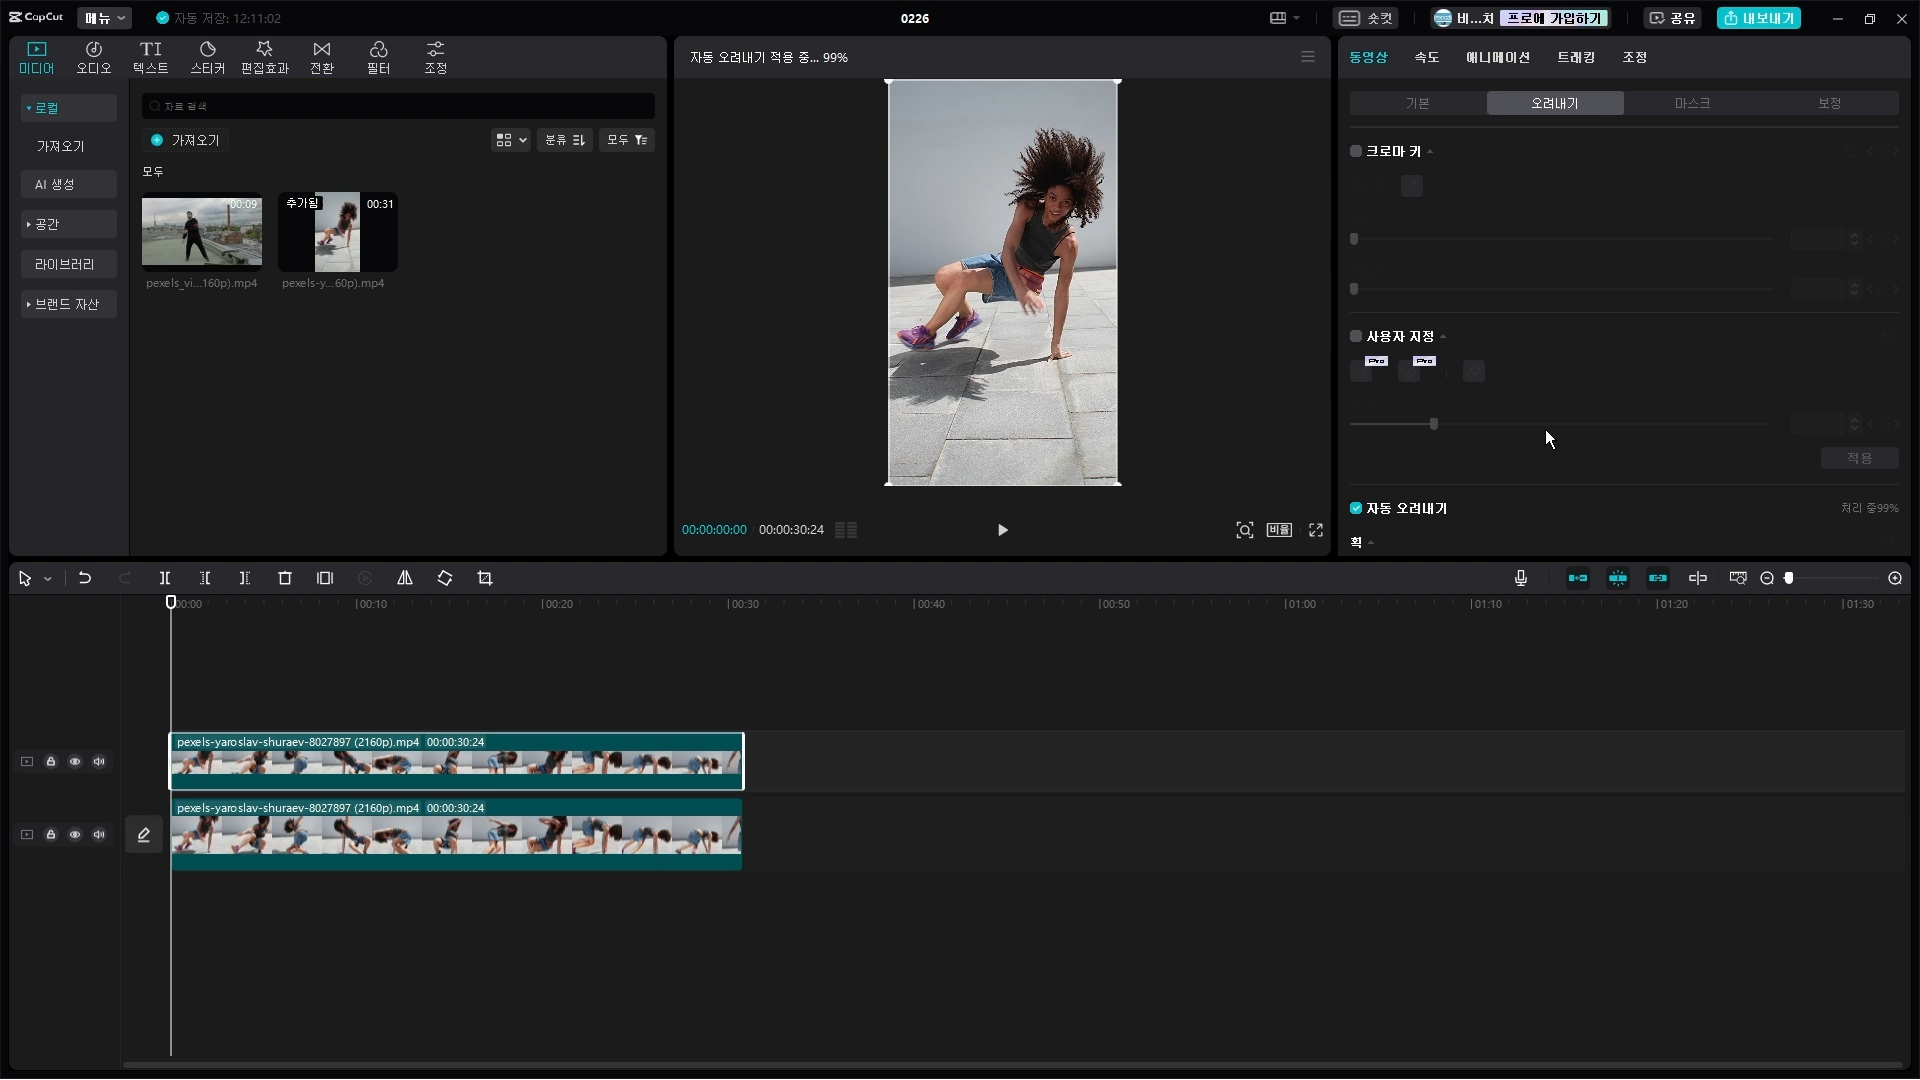 CapCut
메뉴
자동 저장: 12:11:02
0226
숏컷
비...치
프로에 가입하기
공유
내보내기
미디어
오디오
텍스트
스티커
편집효과
전환
필터
조정
로컬
가져오기
AI 생성
공간
라이브러리
브랜드 자산
자료 검색
가져오기
분류
모두
모두
00:09
추가됨
00:31
pexels_vi...160p).mp4
pexels-y...60p).mp4
자동 오려내기 적용 중... 99%
00:00:00:00
00:00:30:24
비율
동영상
속도
애니메이션
트래킹
조정
기본
오려내기
마스크
보정
크로마 키
사용자 지정
Pro
Pro
적용
자동 오려내기
처리 중99%
획
00:00
00:10
00:20
00:30
00:40
00:50
01:00
01:10
01:20
01:30
pexels-yaroslav-shuraev-8027897 (2160p).mp4 00:00:30:24
pexels-yaroslav-shuraev-8027897 (2160p).mp4 00:00:30:24